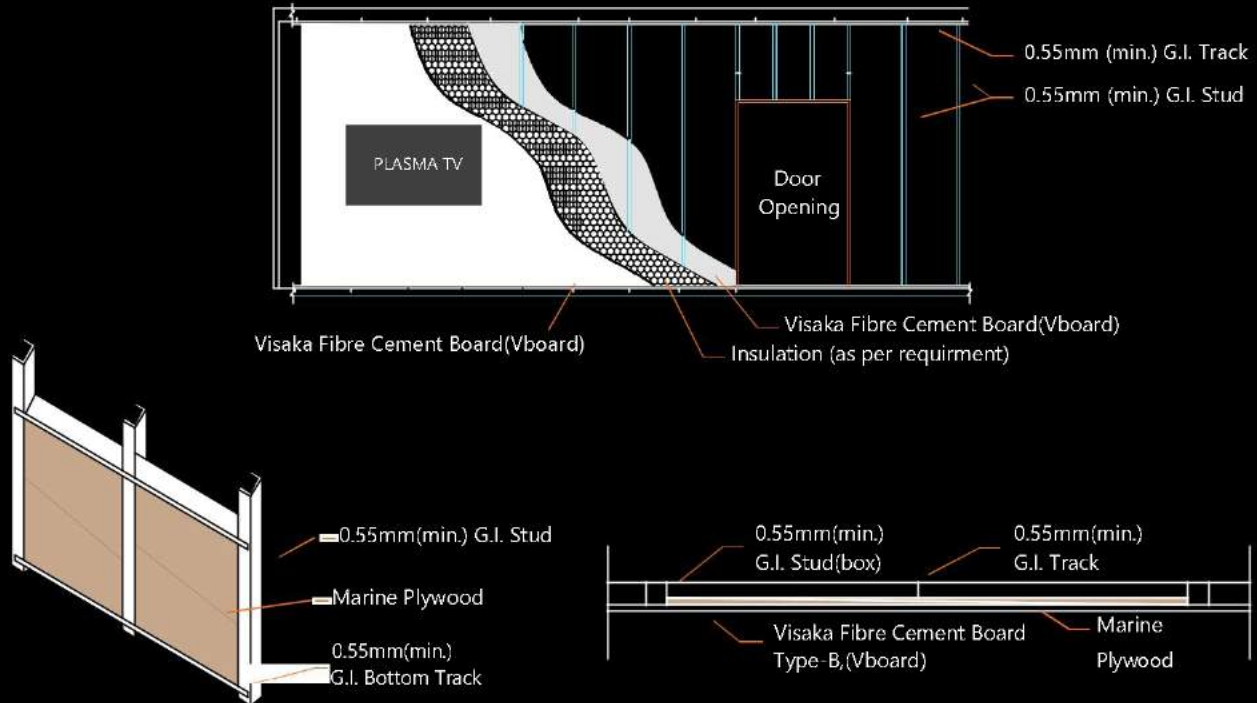 0.55mm (min.) G.I. Track
0.55mm (min.) G.I. Stud
PLASMA TV
Door
Opening
Visaka Fibre Cement Board(Vboard)
Visaka Fibre Cement Board(Vboard)
Insulation (as per requirment)
0.55mm(min.) G.I. Stud
Marine Plywood
0.55mm(min.)
G.I. Bottom Track
0.55mm(min.)
G.I. Stud(box)
0.55mm(min.)
G.I. Track
Visaka Fibre Cement Board
Type-B,(Vboard)
Marine
Plywood